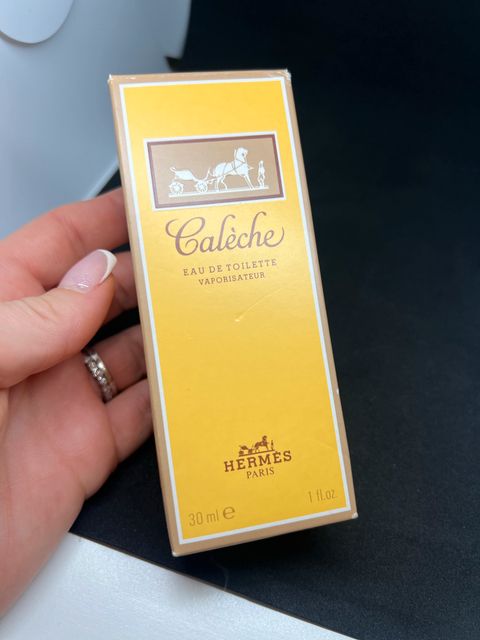 Calèche
EAU DE TOILETTE
VAPORISATEUR
HERMÈS
PARIS
30 ml ℮
1 fl.oz.